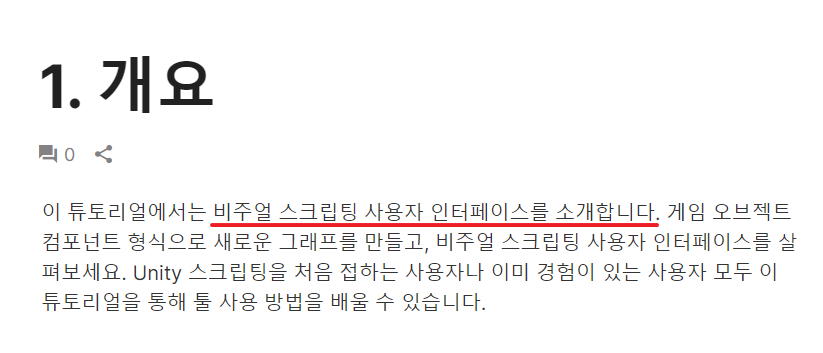 1. 개요
0
이 튜토리얼에서는 비주얼 스크립팅 사용자 인터페이스를 소개합니다. 게임 오브젝트
컴포넌트 형식으로 새로운 그래프를 만들고, 비주얼 스크립팅 사용자 인터페이스를 살
펴보세요. Unity 스크립팅을 처음 접하는 사용자나 이미 경험이 있는 사용자 모두 이
튜토리얼을 통해 툴 사용 방법을 배울 수 있습니다.